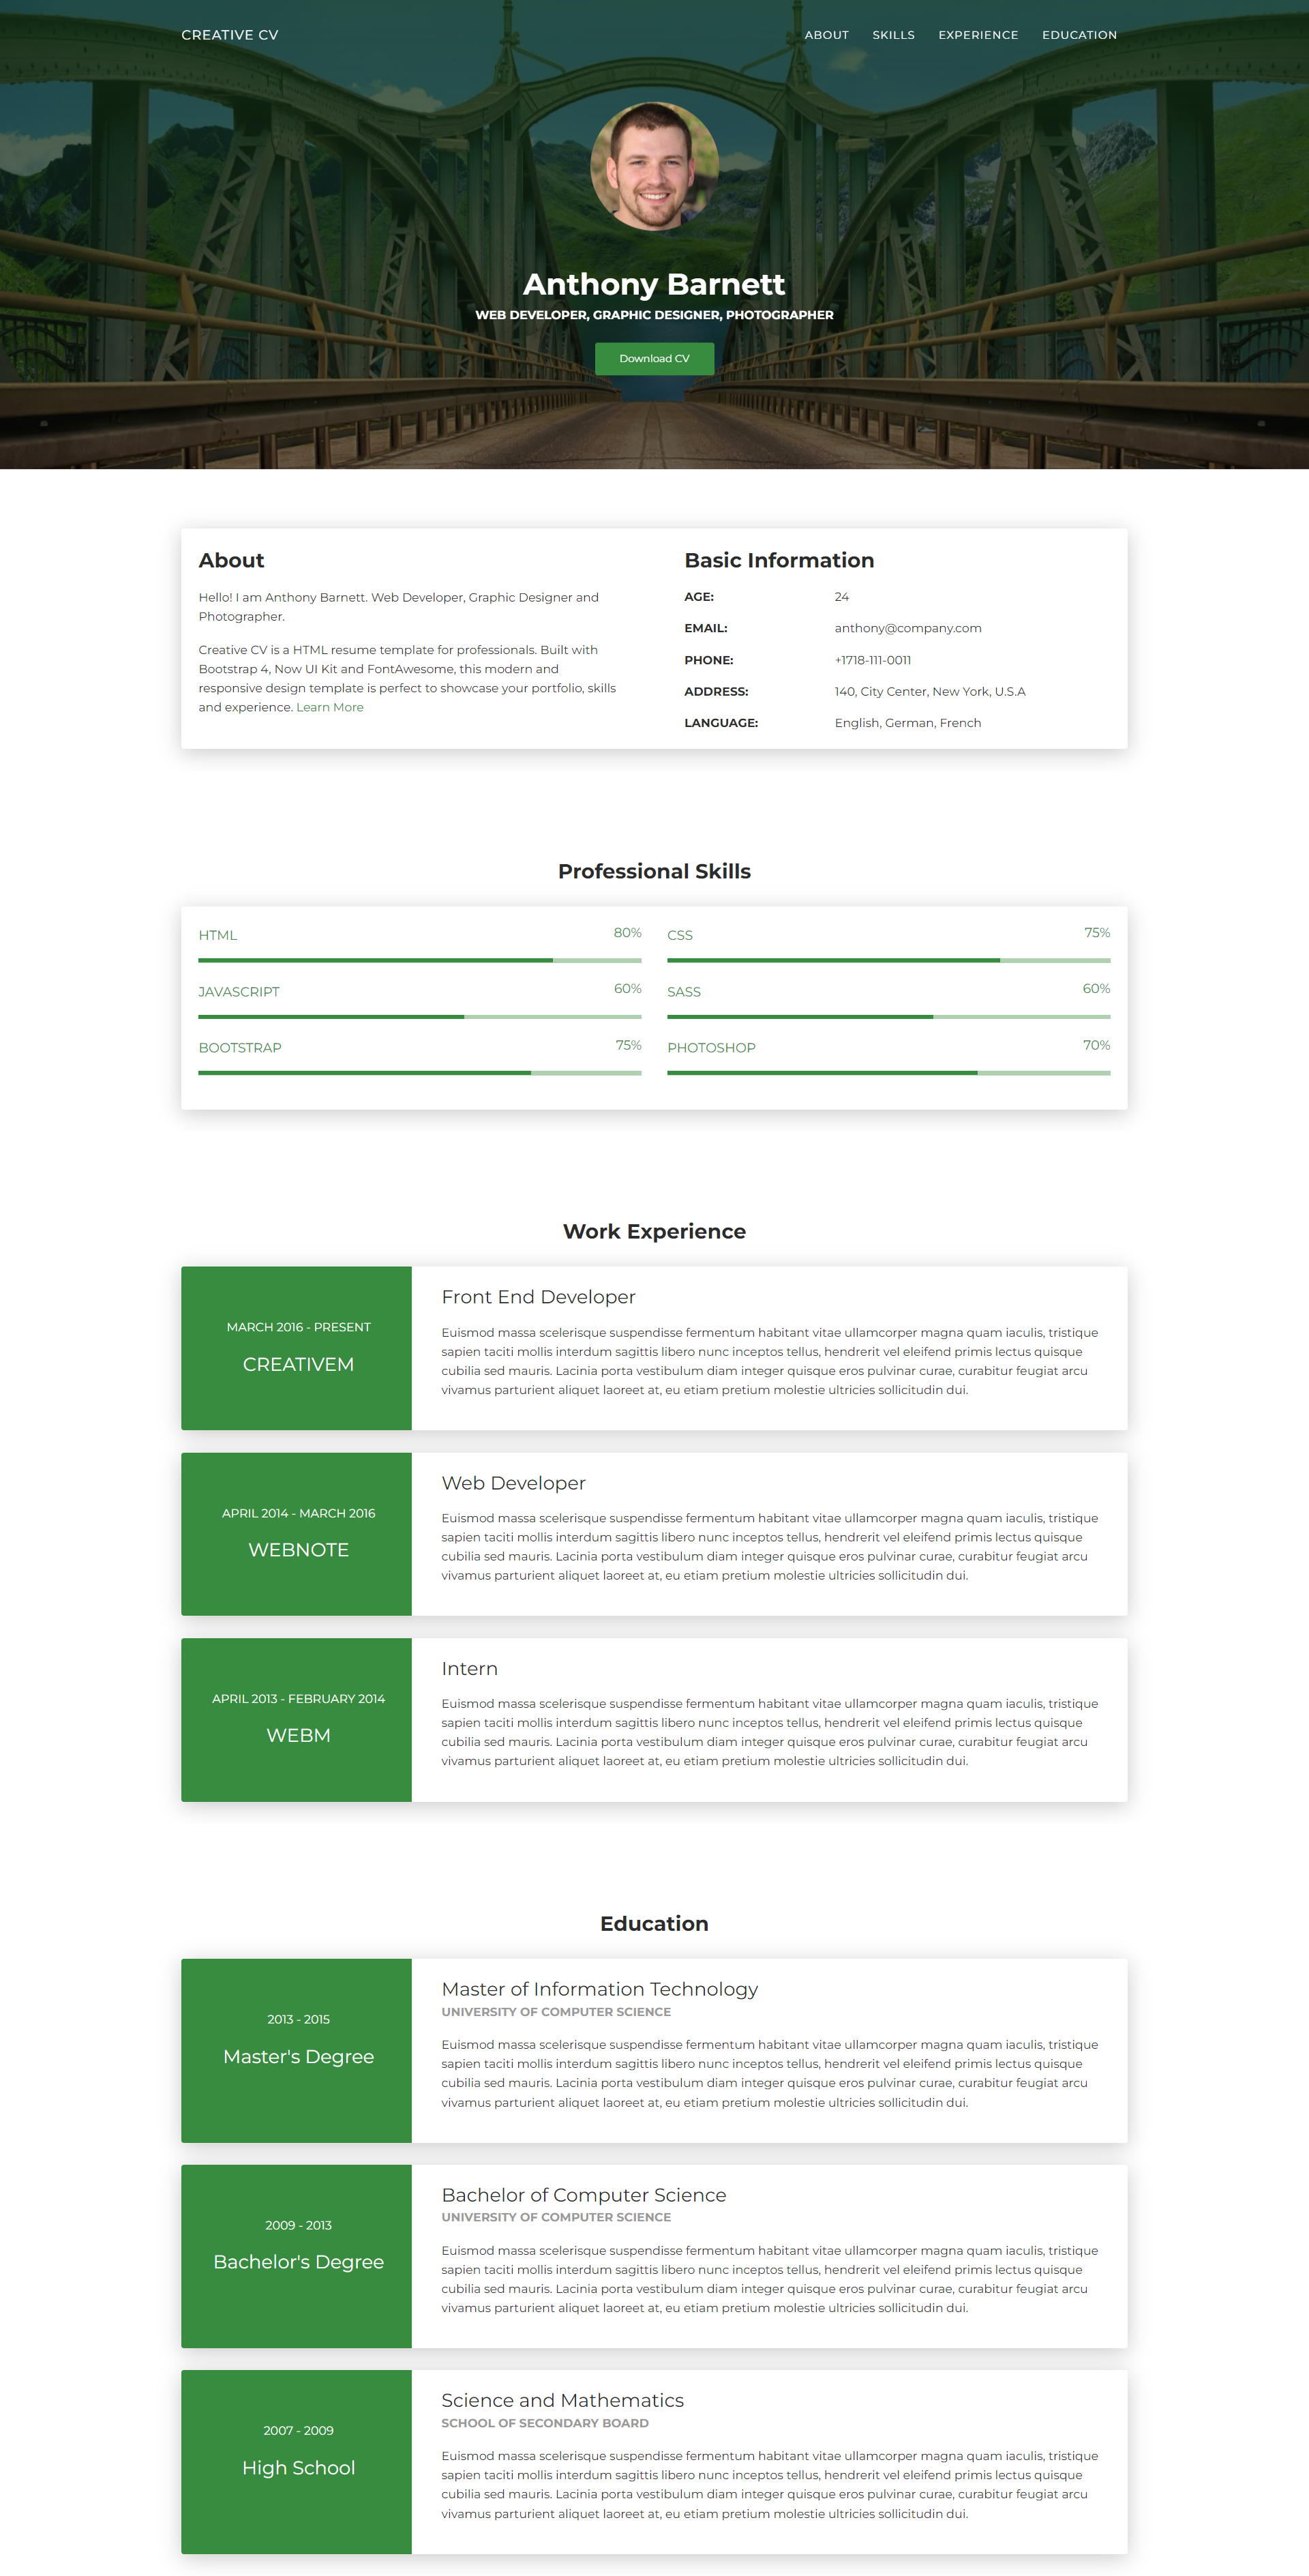 CREATIVE CV
ABOUT SKILLS EXPERIENCE EDUCATION
Anthony Barnett
WEB DEVELOPER, GRAPHIC DESIGNER, PHOTOGRAPHER
Download CV
About
Hello! I am Anthony Barnett. Web Developer, Graphic Designer and
Photographer.
Creative CV is a HTML resume template for professionals. Built with
Bootstrap 4, Now UI Kit and FontAwesome, this modern and
responsive design template is perfect to showcase your portfolio, skills
and experience. Learn More
Basic Information
AGE: 24
EMAIL: anthony@company.com
PHONE: +1718-111-0011
ADDRESS: 140, City Center, New York, U.S.A
LANGUAGE: English, German, French
Professional Skills
HTML 80%
CSS 75%
JAVASCRIPT 60%
SASS 60%
BOOTSTRAP 75%
PHOTOSHOP 70%
Work Experience
MARCH 2016 - PRESENT
CREATIVEM
Front End Developer
Euismod massa scelerisque suspendisse fermentum habitant vitae ullamcorper magna quam iaculis, tristique
sapien taciti mollis interdum sagittis libero nunc inceptos tellus, hendrerit vel eleifend primis lectus quisque
cubilia sed mauris. Lacinia porta vestibulum diam integer quisque eros pulvinar curae, curabitur feugiat arcu
vivamus parturient aliquet laoreet at, eu etiam pretium molestie ultricies sollicitudin dui.
APRIL 2014 - MARCH 2016
WEBNOTE
Web Developer
Euismod massa scelerisque suspendisse fermentum habitant vitae ullamcorper magna quam iaculis, tristique
sapien taciti mollis interdum sagittis libero nunc inceptos tellus, hendrerit vel eleifend primis lectus quisque
cubilia sed mauris. Lacinia porta vestibulum diam integer quisque eros pulvinar curae, curabitur feugiat arcu
vivamus parturient aliquet laoreet at, eu etiam pretium molestie ultricies sollicitudin dui.
APRIL 2013 - FEBRUARY 2014
WEBM
Intern
Euismod massa scelerisque suspendisse fermentum habitant vitae ullamcorper magna quam iaculis, tristique
sapien taciti mollis interdum sagittis libero nunc inceptos tellus, hendrerit vel eleifend primis lectus quisque
cubilia sed mauris. Lacinia porta vestibulum diam integer quisque eros pulvinar curae, curabitur feugiat arcu
vivamus parturient aliquet laoreet at, eu etiam pretium molestie ultricies sollicitudin dui.
Education
2013 - 2015
Master's Degree
Master of Information Technology
UNIVERSITY OF COMPUTER SCIENCE
Euismod massa scelerisque suspendisse fermentum habitant vitae ullamcorper magna quam iaculis, tristique
sapien taciti mollis interdum sagittis libero nunc inceptos tellus, hendrerit vel eleifend primis lectus quisque
cubilia sed mauris. Lacinia porta vestibulum diam integer quisque eros pulvinar curae, curabitur feugiat arcu
vivamus parturient aliquet laoreet at, eu etiam pretium molestie ultricies sollicitudin dui.
2009 - 2013
Bachelor's Degree
Bachelor of Computer Science
UNIVERSITY OF COMPUTER SCIENCE
Euismod massa scelerisque suspendisse fermentum habitant vitae ullamcorper magna quam iaculis, tristique
sapien taciti mollis interdum sagittis libero nunc inceptos tellus, hendrerit vel eleifend primis lectus quisque
cubilia sed mauris. Lacinia porta vestibulum diam integer quisque eros pulvinar curae, curabitur feugiat arcu
vivamus parturient aliquet laoreet at, eu etiam pretium molestie ultricies sollicitudin dui.
2007 - 2009
High School
Science and Mathematics
SCHOOL OF SECONDARY BOARD
Euismod massa scelerisque suspendisse fermentum habitant vitae ullamcorper magna quam iaculis, tristique
sapien taciti mollis interdum sagittis libero nunc inceptos tellus, hendrerit vel eleifend primis lectus quisque
cubilia sed mauris. Lacinia porta vestibulum diam integer quisque eros pulvinar curae, curabitur feugiat arcu
vivamus parturient aliquet laoreet at, eu etiam pretium molestie ultricies sollicitudin dui.